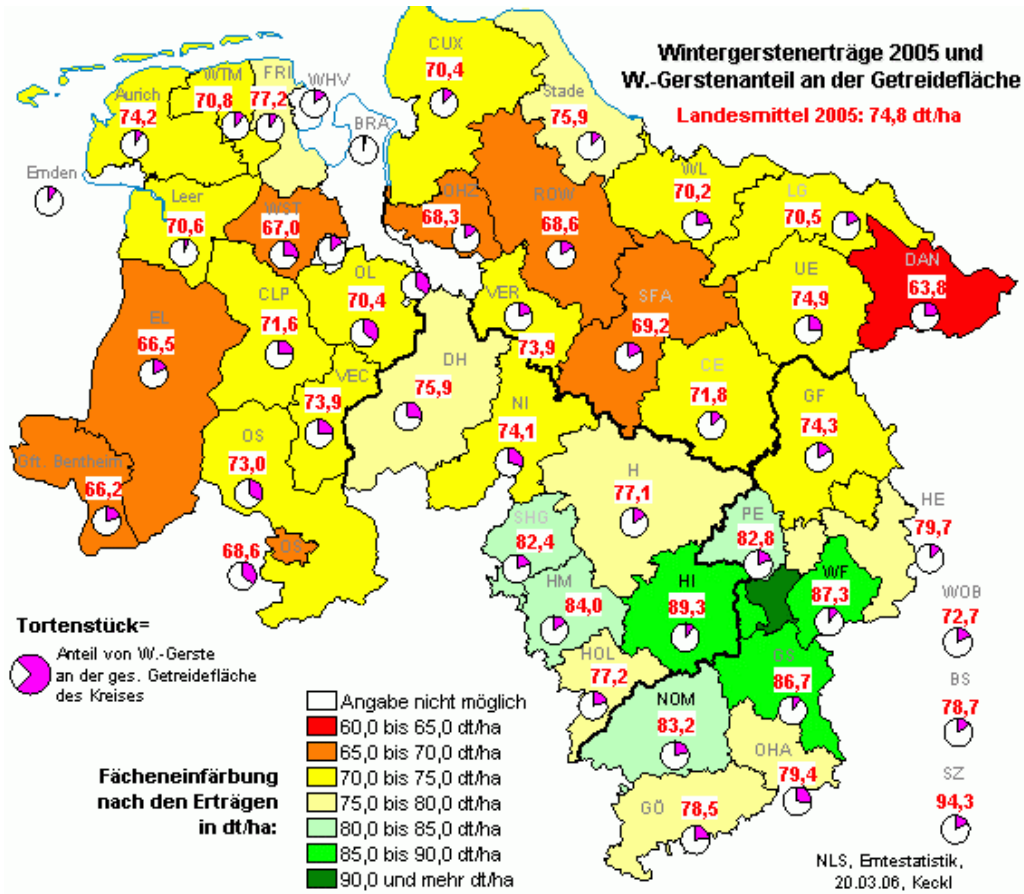 Wintergerstenerträge 2005 und
W.-Gerstenanteil an der Getreidefläche
Landesmittel 2005: 74,8 dt/ha
CUX
70,4
WTM
70,8
FRI
77,2
WHV
Aurich
74,2
BRA
Stade
75,9
Emden
Leer
70,6
WST
67,0
OHZ
68,3
ROW
68,6
WL
70,2
LG
70,5
DAN
63,8
OL
70,4
CLP
71,6
VER
73,9
SFA
69,2
UE
74,9
EL
66,5
VEC
73,9
DH
75,9
NI
74,1
CE
71,8
GF
74,3
OS
73,0
Gft. Bentheim
66,2
H
77,1
HE
79,7
SHG
82,4
PE
82,8
OS
68,6
HM
84,0
HI
89,3
WF
87,3
WOB
72,7
HOL
77,2
GS
86,7
BS
78,7
NOM
83,2
OHA
79,4
SZ
94,3
GÖ
78,5
Tortenstück=
Anteil von W.-Gerste
an der ges. Getreidefläche
des Kreises
Fächeneinfärbung
nach den Erträgen
in dt/ha:
Angabe nicht möglich
60,0 bis 65,0 dt/ha
65,0 bis 70,0 dt/ha
70,0 bis 75,0 dt/ha
75,0 bis 80,0 dt/ha
80,0 bis 85,0 dt/ha
85,0 bis 90,0 dt/ha
90,0 und mehr dt/ha
NLS, Erntestatistik,
20.03.06, Keckl